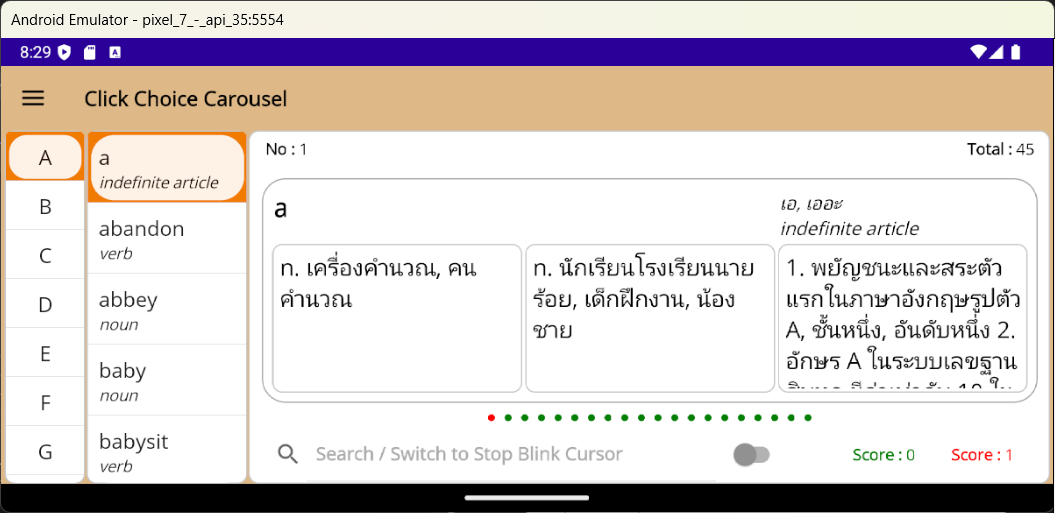 Android Emulator - pixel_7_-_api_35:5554
8:29
Click Choice Carousel
A
B
C
D
E
F
G
a
indefinite article
abandon
verb
abbey
noun
baby
noun
babysit
verb
No : 1
Total : 45
a
เอ, เออะ
indefinite article
n. เครื่องคำนวณ, คน
คำนวณ
n. นักเรียนโรงเรียนนาย
ร้อย, เด็กฝึกงาน, น้อง
ชาย
1. พยัญชนะและสระตัว
แรกในภาษาอังกฤษรูปตัว
A, ชั้นหนึ่ง, อันดับหนึ่ง 2.
อักษร A ในระบบเลขฐาน
Search / Switch to Stop Blink Cursor
Score : 0
Score : 1